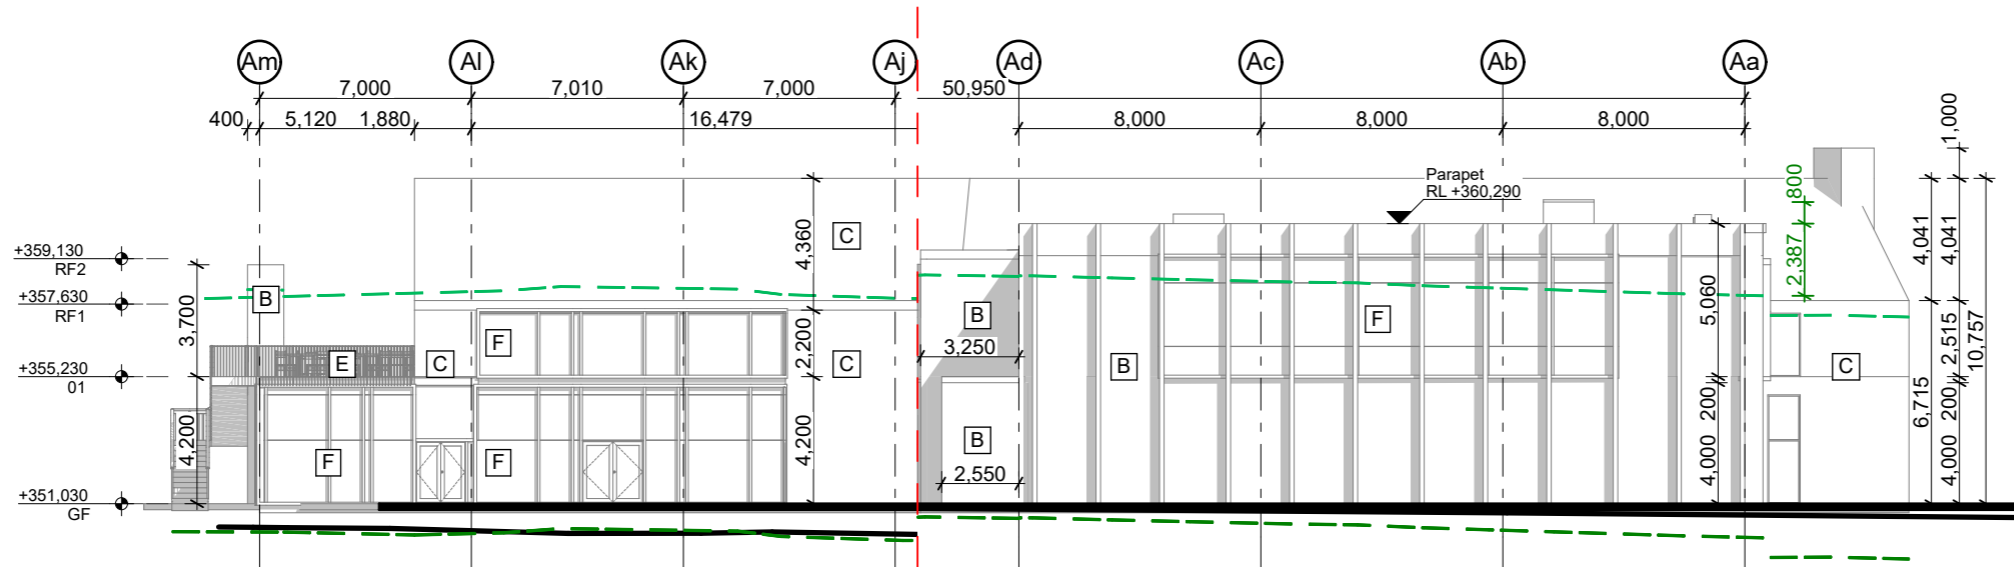 Am Al Ak Aj Ad Ac Ab Aa
7,000 7,010 7,000 50,950
400 5,120 1,880 16,479 8,000 8,000 8,000
1,000
800
Parapet
RL +360,290
4,360
C
4,041 4,041
2,387
+359,130
RF2
B
+357,630
RF1
3,700
B
F
5,060
F
2,200
3,250
2,515
10,757
E
C
C
B
C
+355,230
01
200
200
6,715
4,200
F
F
4,200
B
2,550
4,000
4,000
+351,030
GF